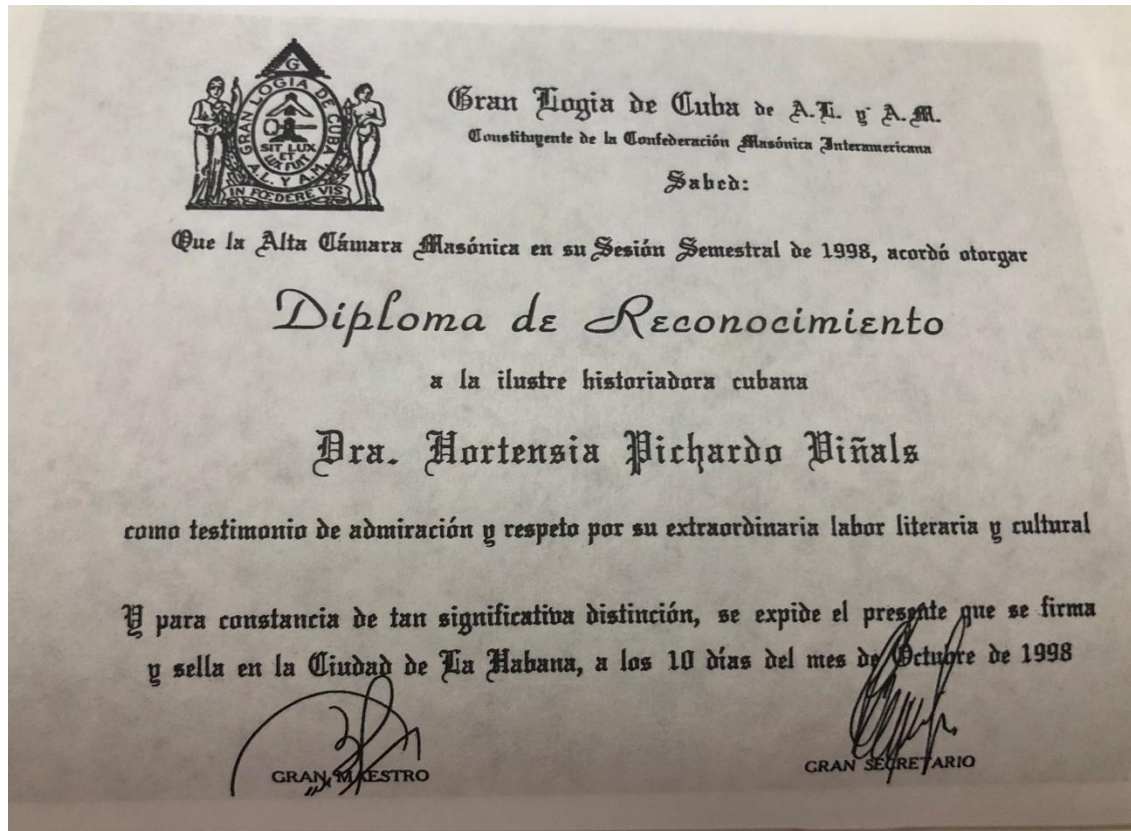 G
GRAN LOGIA DE CUBA
SIT LUX
ET
LUX FUIT
A.L. Y A.M.
IN FŒDERE VIS
Gran Logia de Cuba de A.L. y A.M.
Constituyente de la Confederación Masónica Interamericana
Sabed:
Que la Alta Cámara Masónica en su Sesión Semestral de 1998, acordó otorgar
Diploma de Reconocimiento
a la ilustre historiadora cubana
Dra. Hortensia Pichardo Viñals
como testimonio de admiración y respeto por su extraordinaria labor literaria y cultural
Y para constancia de tan significativa distinción, se expide el presente que se firma
y sella en la Ciudad de La Habana, a los 10 días del mes de Octubre de 1998
GRAN MAESTRO
GRAN SECRETARIO